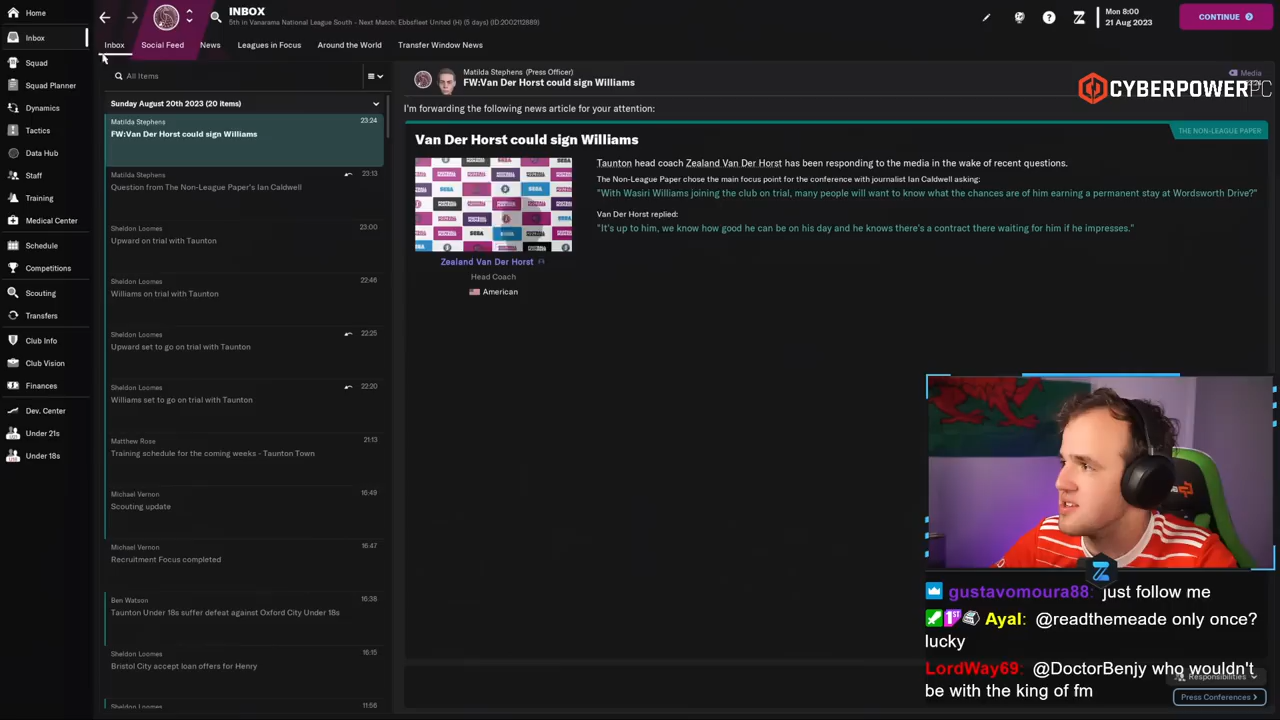 Home
Inbox
Squad
Squad Planner
Dynamics
Tactics
Data Hub
Staff
Training
Medical Center
Schedule
Competitions
Scouting
Transfers
Club Info
Club Vision
Finances
Dev. Center
Under 21s
Under 18s
INBOX
5th in Vanarama National League South - Next Match: Ebbsfleet United (H) (5 days) (ID:2002112889)
Mon 8:00
21 Aug 2023
CONTINUE
Inbox Social Feed News Leagues in Focus Around the World Transfer Window News
All Items
Sunday August 20th 2023 (20 items)
Matilda Stephens 23:24
FW:Van Der Horst could sign Williams
Matilda Stephens 23:13
Question from The Non-League Paper's Ian Caldwell
Sheldon Loomes 23:00
Upward on trial with Taunton
Sheldon Loomes 22:46
Williams on trial with Taunton
Sheldon Loomes 22:25
Upward set to go on trial with Taunton
Sheldon Loomes 22:20
Williams set to go on trial with Taunton
Matthew Rose 21:13
Training schedule for the coming weeks - Taunton Town
Michael Vernon 16:49
Scouting update
Michael Vernon 16:47
Recruitment Focus completed
Ben Watson 16:38
Taunton Under 18s suffer defeat against Oxford City Under 18s
Sheldon Loomes 16:15
Bristol City accept loan offers for Henry
Sheldon Loomes 11:56
Matilda Stephens (Press Officer)
FW:Van Der Horst could sign Williams
Media
CYBERPOWERPC
I'm forwarding the following news article for your attention:
THE NON-LEAGUE PAPER
Van Der Horst could sign Williams
Taunton head coach Zealand Van Der Horst has been responding to the media in the wake of recent questions.
The Non-League Paper chose the main focus point for the conference with journalist Ian Caldwell asking:
"With Wasiri Williams joining the club on trial, many people will want to know what the chances are of him earning a permanent stay at Wordsworth Drive?"
Van Der Horst replied:
"It's up to him, we know how good he can be on his day and he knows there's a contract there waiting for him if he impresses."
Zealand Van Der Horst
Head Coach
American
gustavomoura88: just follow me
Ayal: @readthemeade only once?
lucky
LordWay69: @DoctorBenjy who wouldn't
be with the king of fm
Responsibilities
Press Conferences